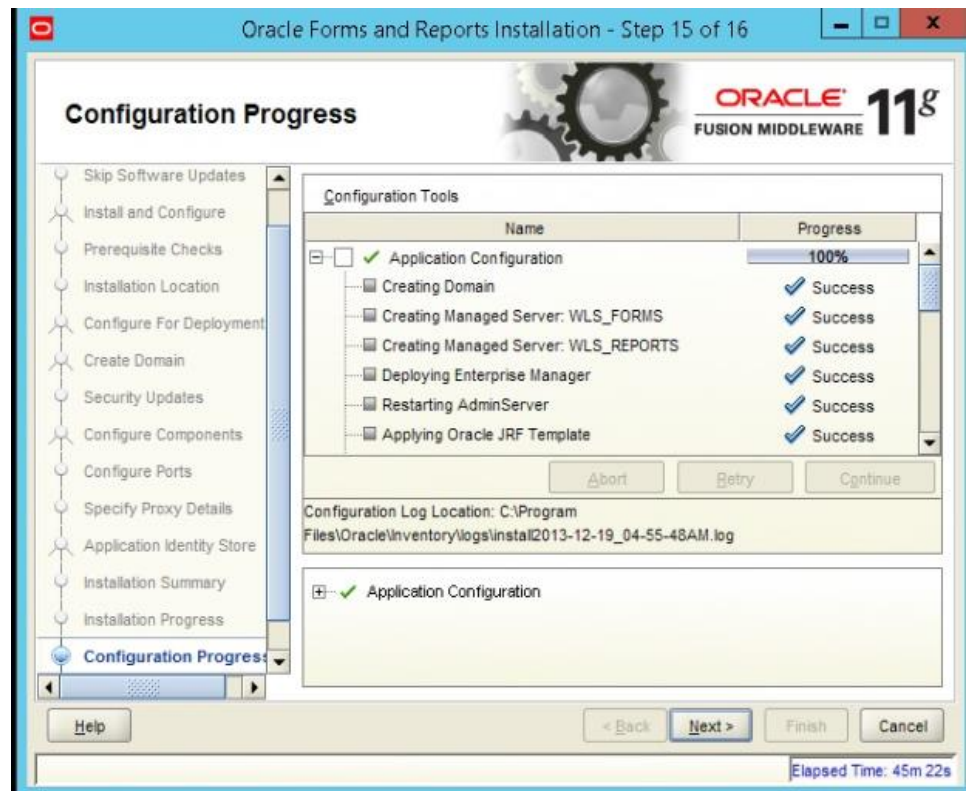 Oracle Forms and Reports Installation - Step 15 of 16
Configuration Progress
ORACLE
FUSION MIDDLEWARE
11g
Skip Software Updates
Install and Configure
Prerequisite Checks
Installation Location
Configure For Deployment
Create Domain
Security Updates
Configure Components
Configure Ports
Specify Proxy Details
Application Identity Store
Installation Summary
Installation Progress
Configuration Progress
Configuration Tools
Name Progress
Application Configuration 100%
Creating Domain Success
Creating Managed Server: WLS_FORMS Success
Creating Managed Server: WLS_REPORTS Success
Deploying Enterprise Manager Success
Restarting AdminServer Success
Applying Oracle JRF Template Success
Abort Retry Continue
Configuration Log Location: C:\Program
Files\Oracle\Inventory\logs\install2013-12-19_04-55-48AM.log
Application Configuration
Help < Back Next > Finish Cancel
Elapsed Time: 45m 22s